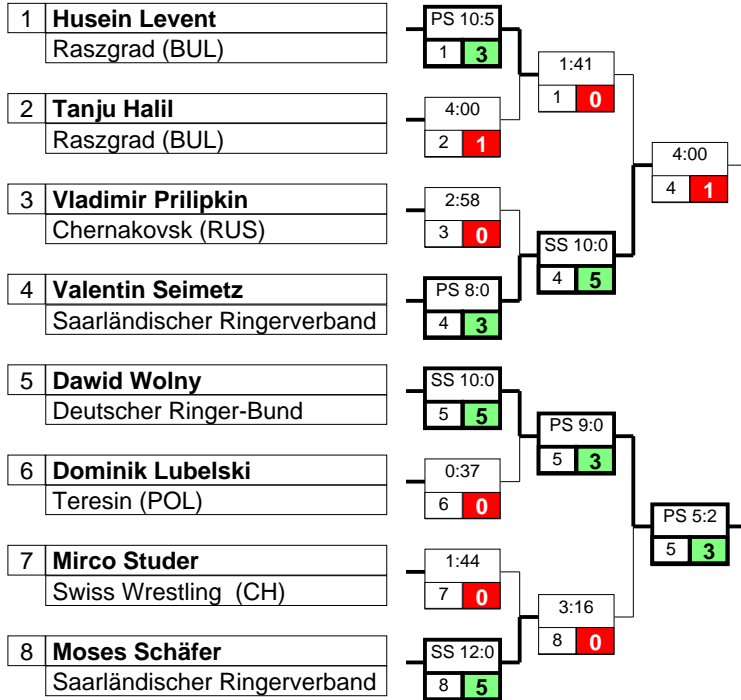 1 Husein Levent
Raszgrad (BUL)
PS 10:5
1 3
1:41
1 0
2 Tanju Halil
Raszgrad (BUL)
4:00
2 1
4:00
4 1
3 Vladimir Prilipkin
Chernakovsk (RUS)
2:58
3 0
SS 10:0
4 5
4 Valentin Seimetz
Saarländischer Ringerverband
PS 8:0
4 3
5 Dawid Wolny
Deutscher Ringer-Bund
SS 10:0
5 5
PS 9:0
5 3
6 Dominik Lubelski
Teresin (POL)
0:37
6 0
PS 5:2
5 3
7 Mirco Studer
Swiss Wrestling (CH)
1:44
7 0
3:16
8 0
8 Moses Schäfer
Saarländischer Ringerverband
SS 12:0
8 5